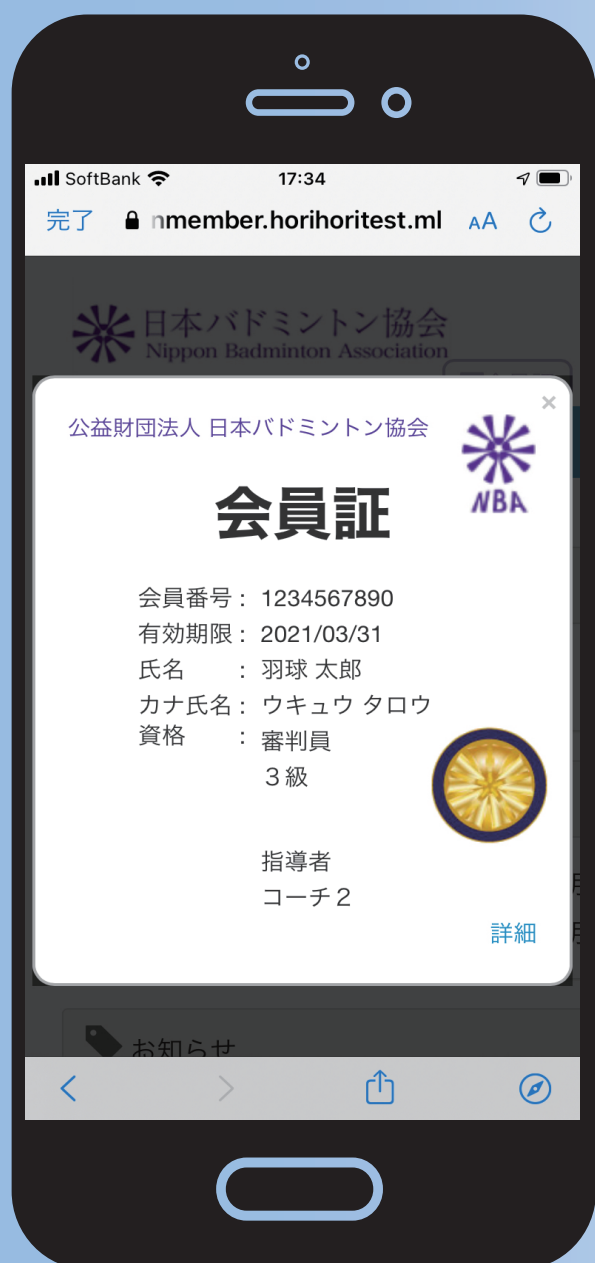 SoftBank 17:34
完了 nmember.horihoritest.ml AA
日本バドミントン協会
Nippon Badminton Association
×
公益財団法人 日本バドミントン協会
NBA
会員証
会員番号： 1234567890
有効期限： 2021/03/31
氏名 ： 羽球 太郎
カナ氏名： ウキュウ タロウ
資格 ： 審判員
３級
指導者
コーチ２
詳細
お知らせ